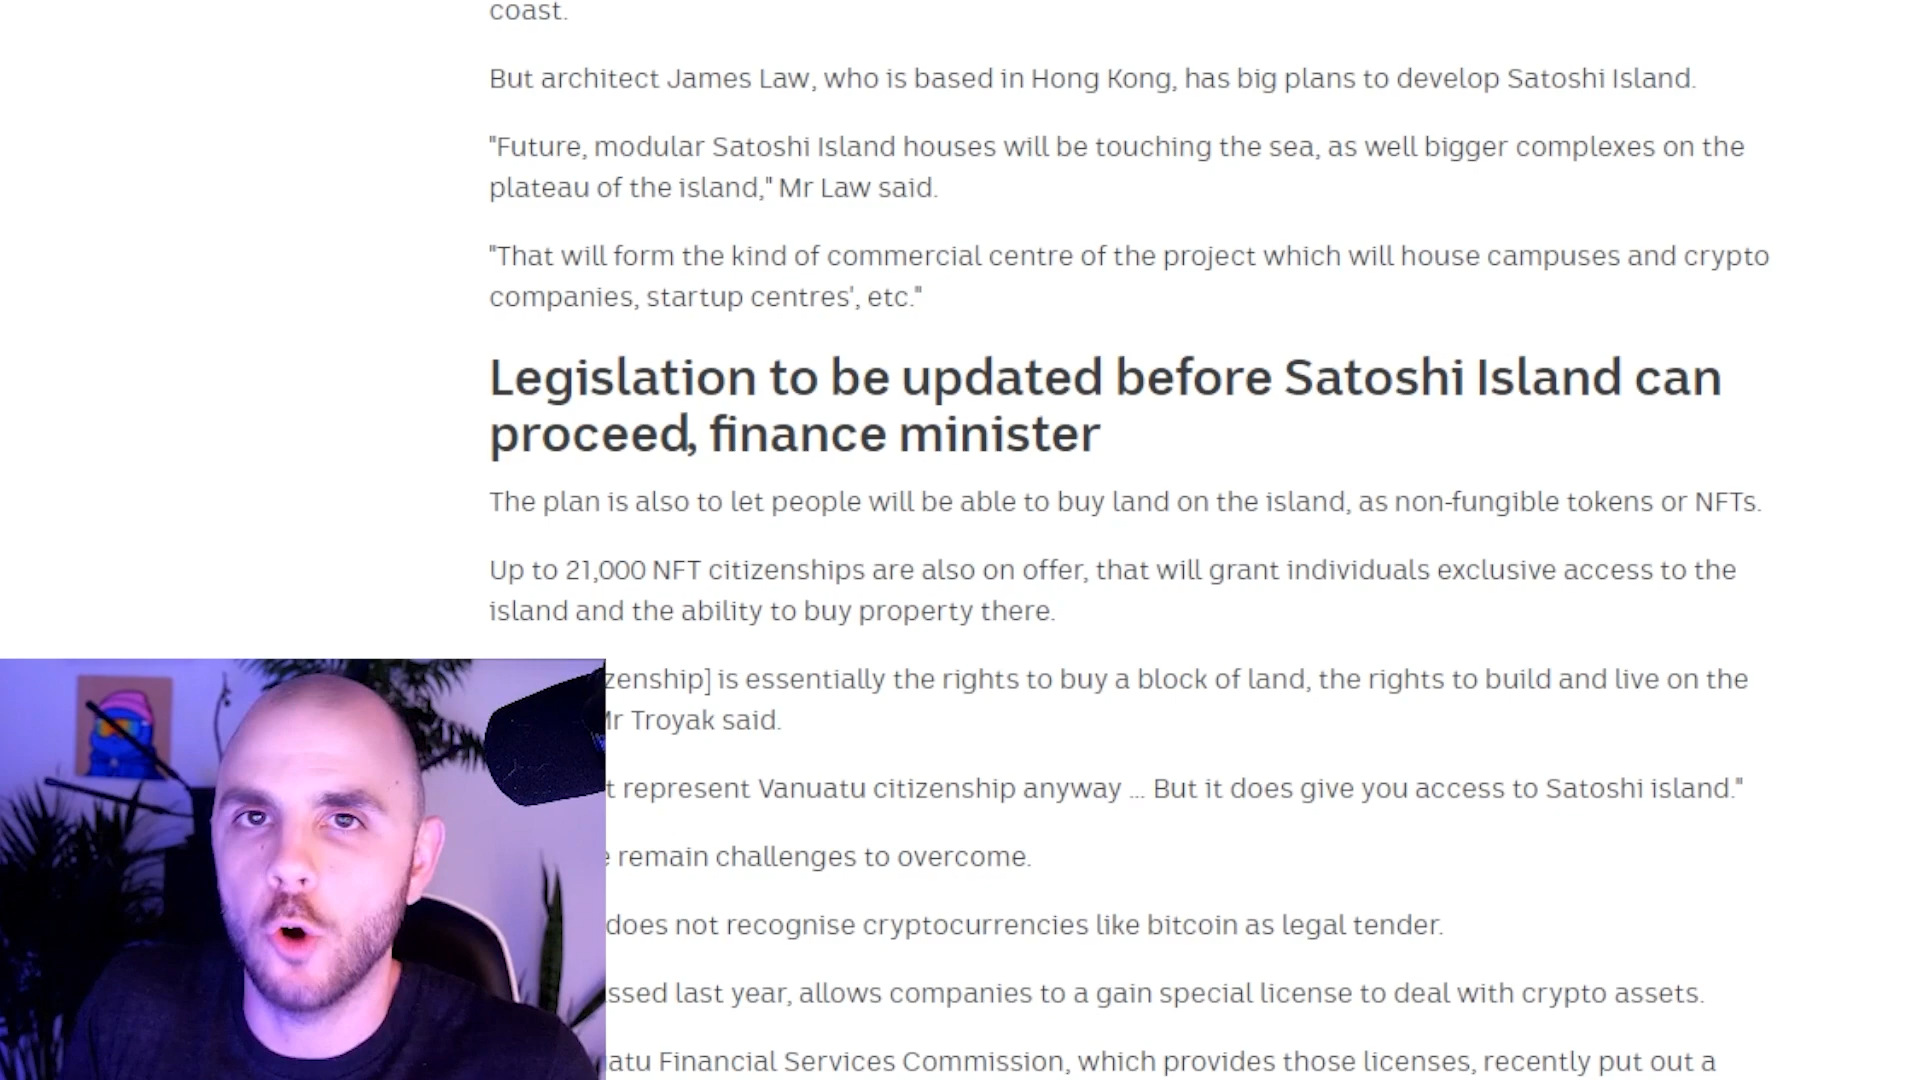 coast.
But architect James Law, who is based in Hong Kong, has big plans to develop Satoshi Island.
"Future, modular Satoshi Island houses will be touching the sea, as well bigger complexes on the
plateau of the island," Mr Law said.
"That will form the kind of commercial centre of the project which will house campuses and crypto
companies, startup centres', etc."
Legislation to be updated before Satoshi Island can
proceed, finance minister
The plan is also to let people will be able to buy land on the island, as non-fungible tokens or NFTs.
Up to 21,000 NFT citizenships are also on offer, that will grant individuals exclusive access to the
island and the ability to buy property there.
zenship] is essentially the rights to buy a block of land, the rights to build and live on the
Mr Troyak said.
t represent Vanuatu citizenship anyway ... But it does give you access to Satoshi island."
remain challenges to overcome.
does not recognise cryptocurrencies like bitcoin as legal tender.
ssed last year, allows companies to a gain special license to deal with crypto assets.
atu Financial Services Commission, which provides those licenses, recently put out a